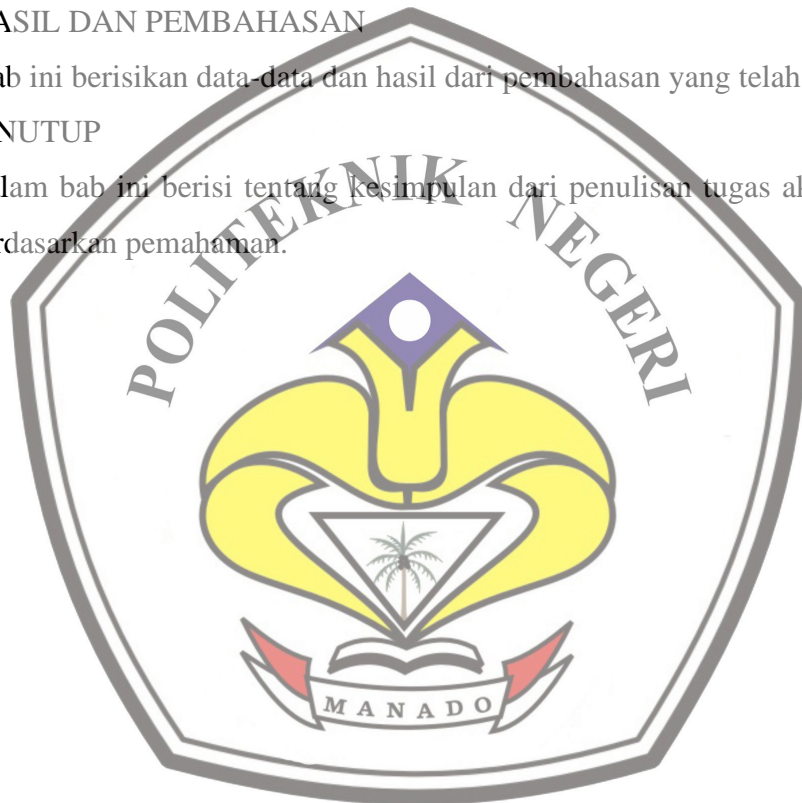 ASIL DAN PEMBAHASAN
ab ini berisikan data-data dan hasil dari pembahasan yang telah
NUTUP
lam bab ini berisi tentang kesimpulan dari penulisan tugas ak
rdasarkan pemahaman.
POLITEKNIK NEGERI
MANADO